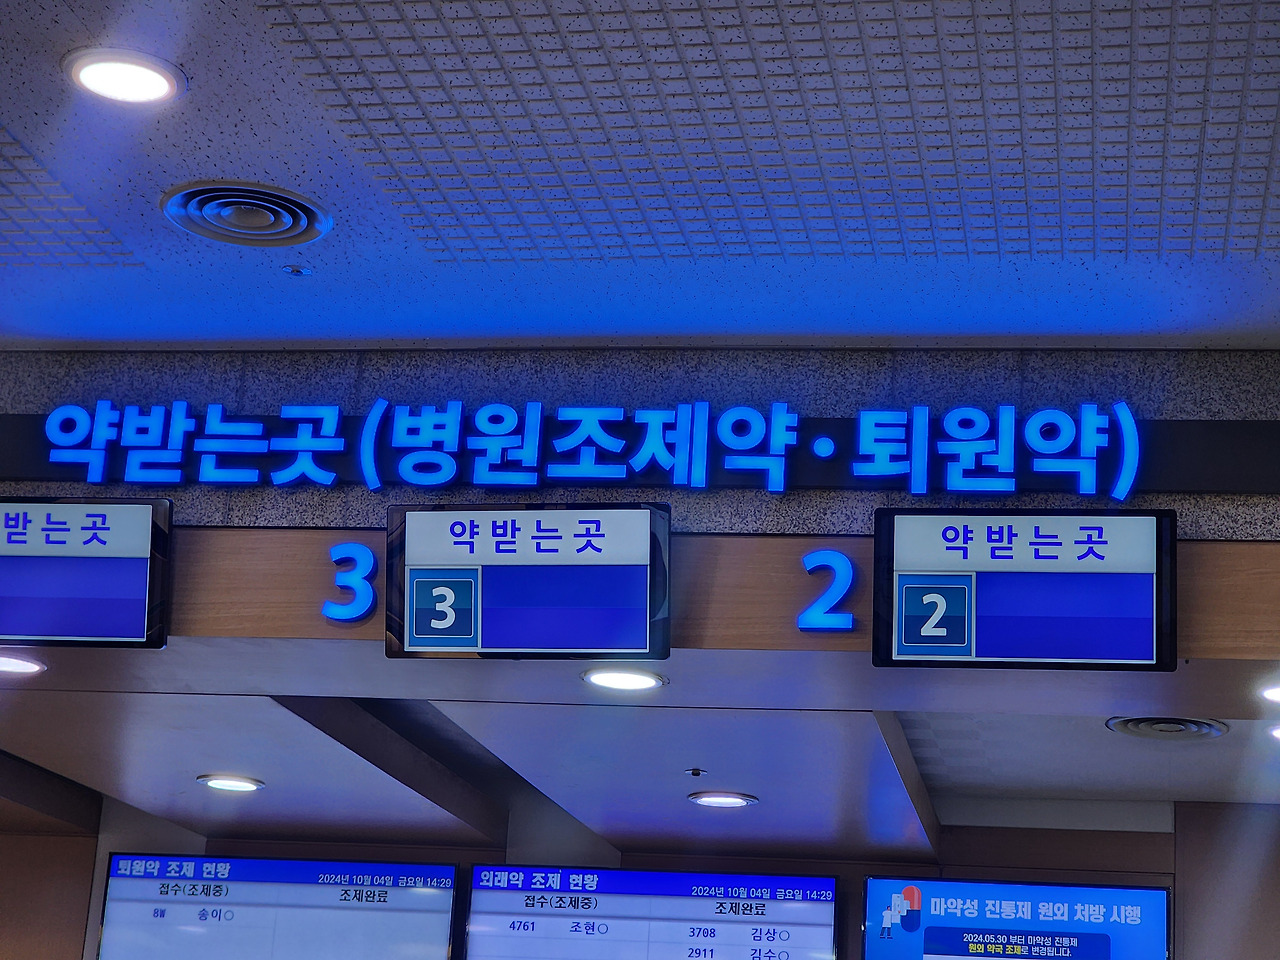 약받는곳(병원조제약·퇴원약)
받는곳
3
약받는곳
3
2
약받는곳
2
퇴원약 조제 현황
2024년 10월 04일 금요일 14:29
접수(조제중) 조제완료
8W 송이○
외래약 조제 현황
2024년 10월 04일 금요일 14:29
접수(조제중) 조제완료
4761 조현○ 3708 김상○
2911 김수○
마약성 진통제 원외 처방 시행
2024.05.30 부터 마약성 진통제
원외 약국 조제로 변경됩니다.